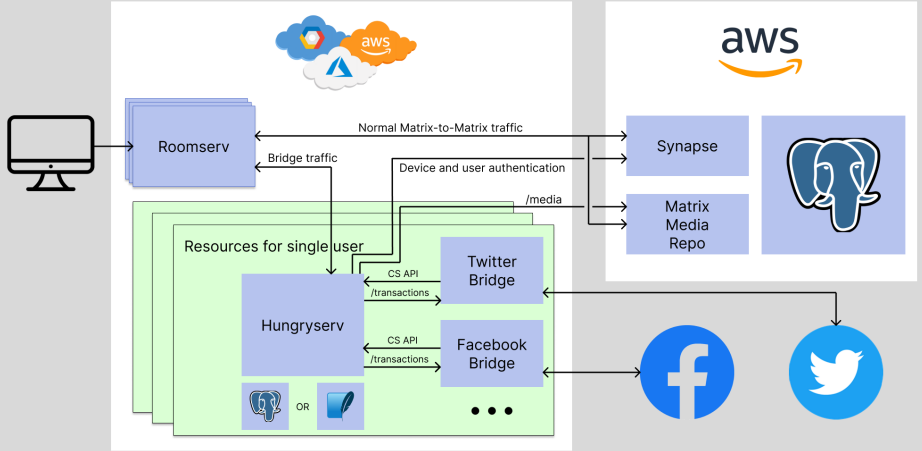 aws
aws
Roomserv
Normal Matrix-to-Matrix traffic
Bridge traffic
Device and user authentication
/media
Synapse
Matrix
Media
Repo
Resources for single user
Hungryserv
CS API
/transactions
Twitter
Bridge
CS API
/transactions
Facebook
Bridge
OR